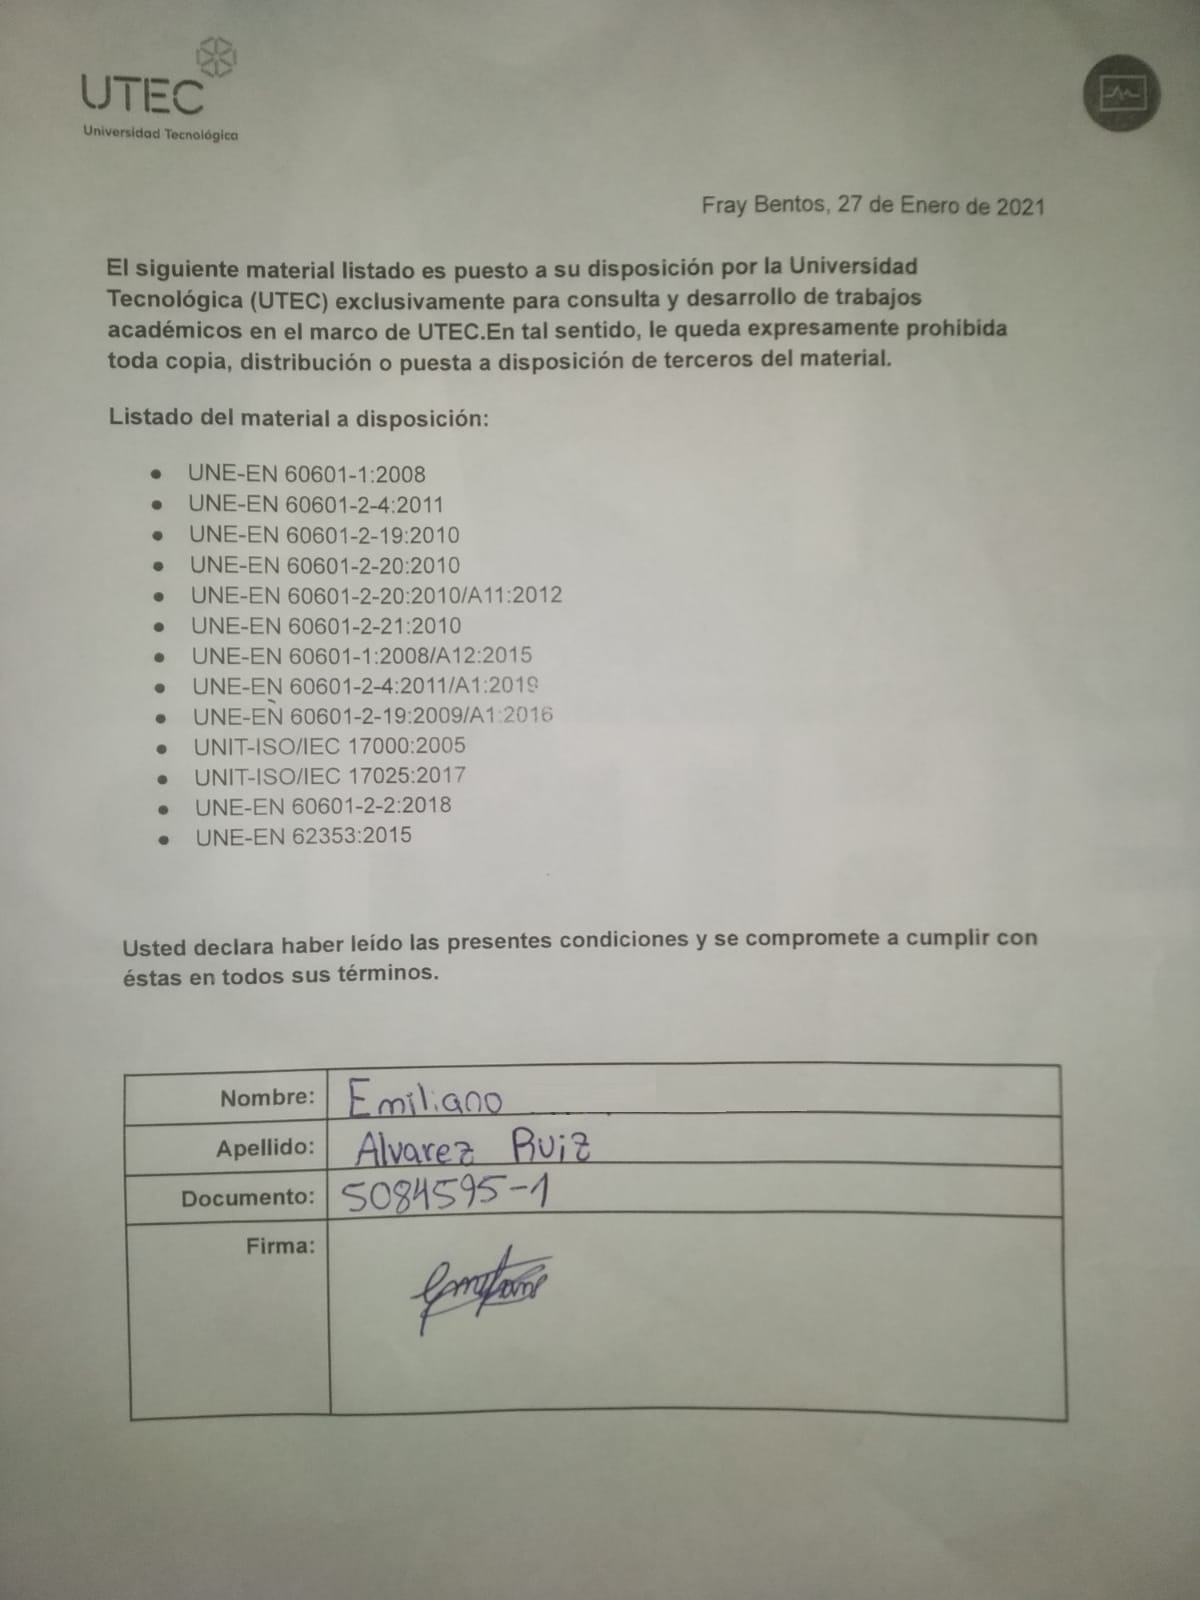 UTEC
Universidad Tecnológica
Fray Bentos, 27 de Enero de 2021
El siguiente material listado es puesto a su disposición por la Universidad
Tecnológica (UTEC) exclusivamente para consulta y desarrollo de trabajos
académicos en el marco de UTEC.En tal sentido, le queda expresamente prohibida
toda copia, distribución o puesta a disposición de terceros del material.
Listado del material a disposición:
● UNE-EN 60601-1:2008
● UNE-EN 60601-2-4:2011
● UNE-EN 60601-2-19:2010
● UNE-EN 60601-2-20:2010
● UNE-EN 60601-2-20:2010/A11:2012
● UNE-EN 60601-2-21:2010
● UNE-EN 60601-1:2008/A12:2015
● UNE-EN 60601-2-4:2011/A1:2019
● UNE-EN 60601-2-19:2009/A1:2016
● UNIT-ISO/IEC 17000:2005
● UNIT-ISO/IEC 17025:2017
● UNE-EN 60601-2-2:2018
● UNE-EN 62353:2015
Usted declara haber leído las presentes condiciones y se compromete a cumplir con
éstas en todos sus términos.
Nombre: Emiliano
Apellido: Alvarez Ruiz
Documento: 5084595-1
Firma: